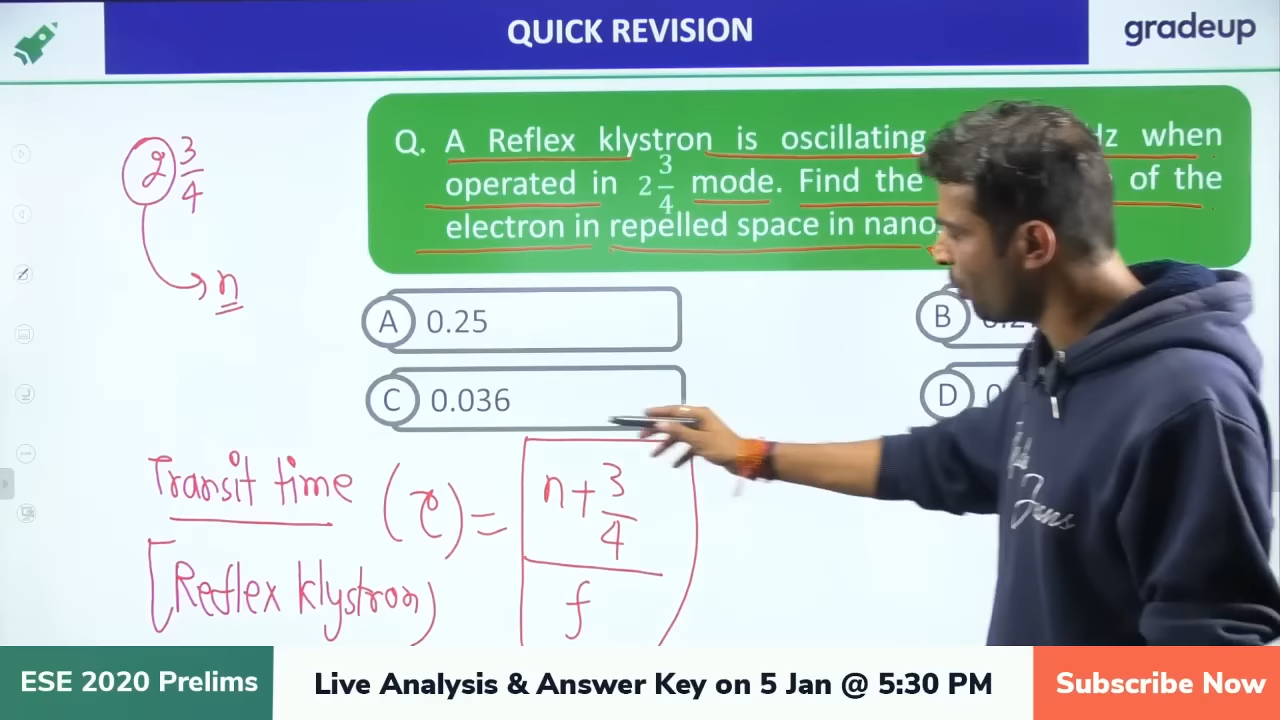 QUICK REVISION
gradeup
2 3/4
n
Q. A Reflex klystron is oscillating Hz when
operated in 2 3/4 mode. Find the of the
electron in repelled space in nano
A 0.25
B
C 0.036
D
Transit time (τ) = n+3/4 / f
[Reflex klystron)
ESE 2020 Prelims
Live Analysis & Answer Key on 5 Jan @ 5:30 PM
Subscribe Now